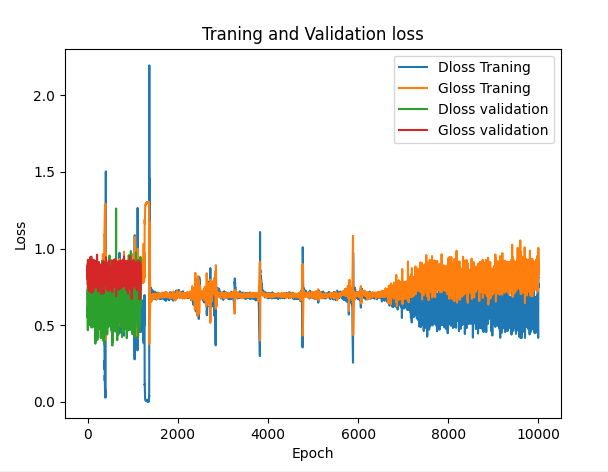 Traning and Validation loss
Dloss Traning
Gloss Traning
Dloss validation
Gloss validation
Loss
2.0
1.5
1.0
0.5
0.0
0
2000
4000
6000
8000
10000
Epoch